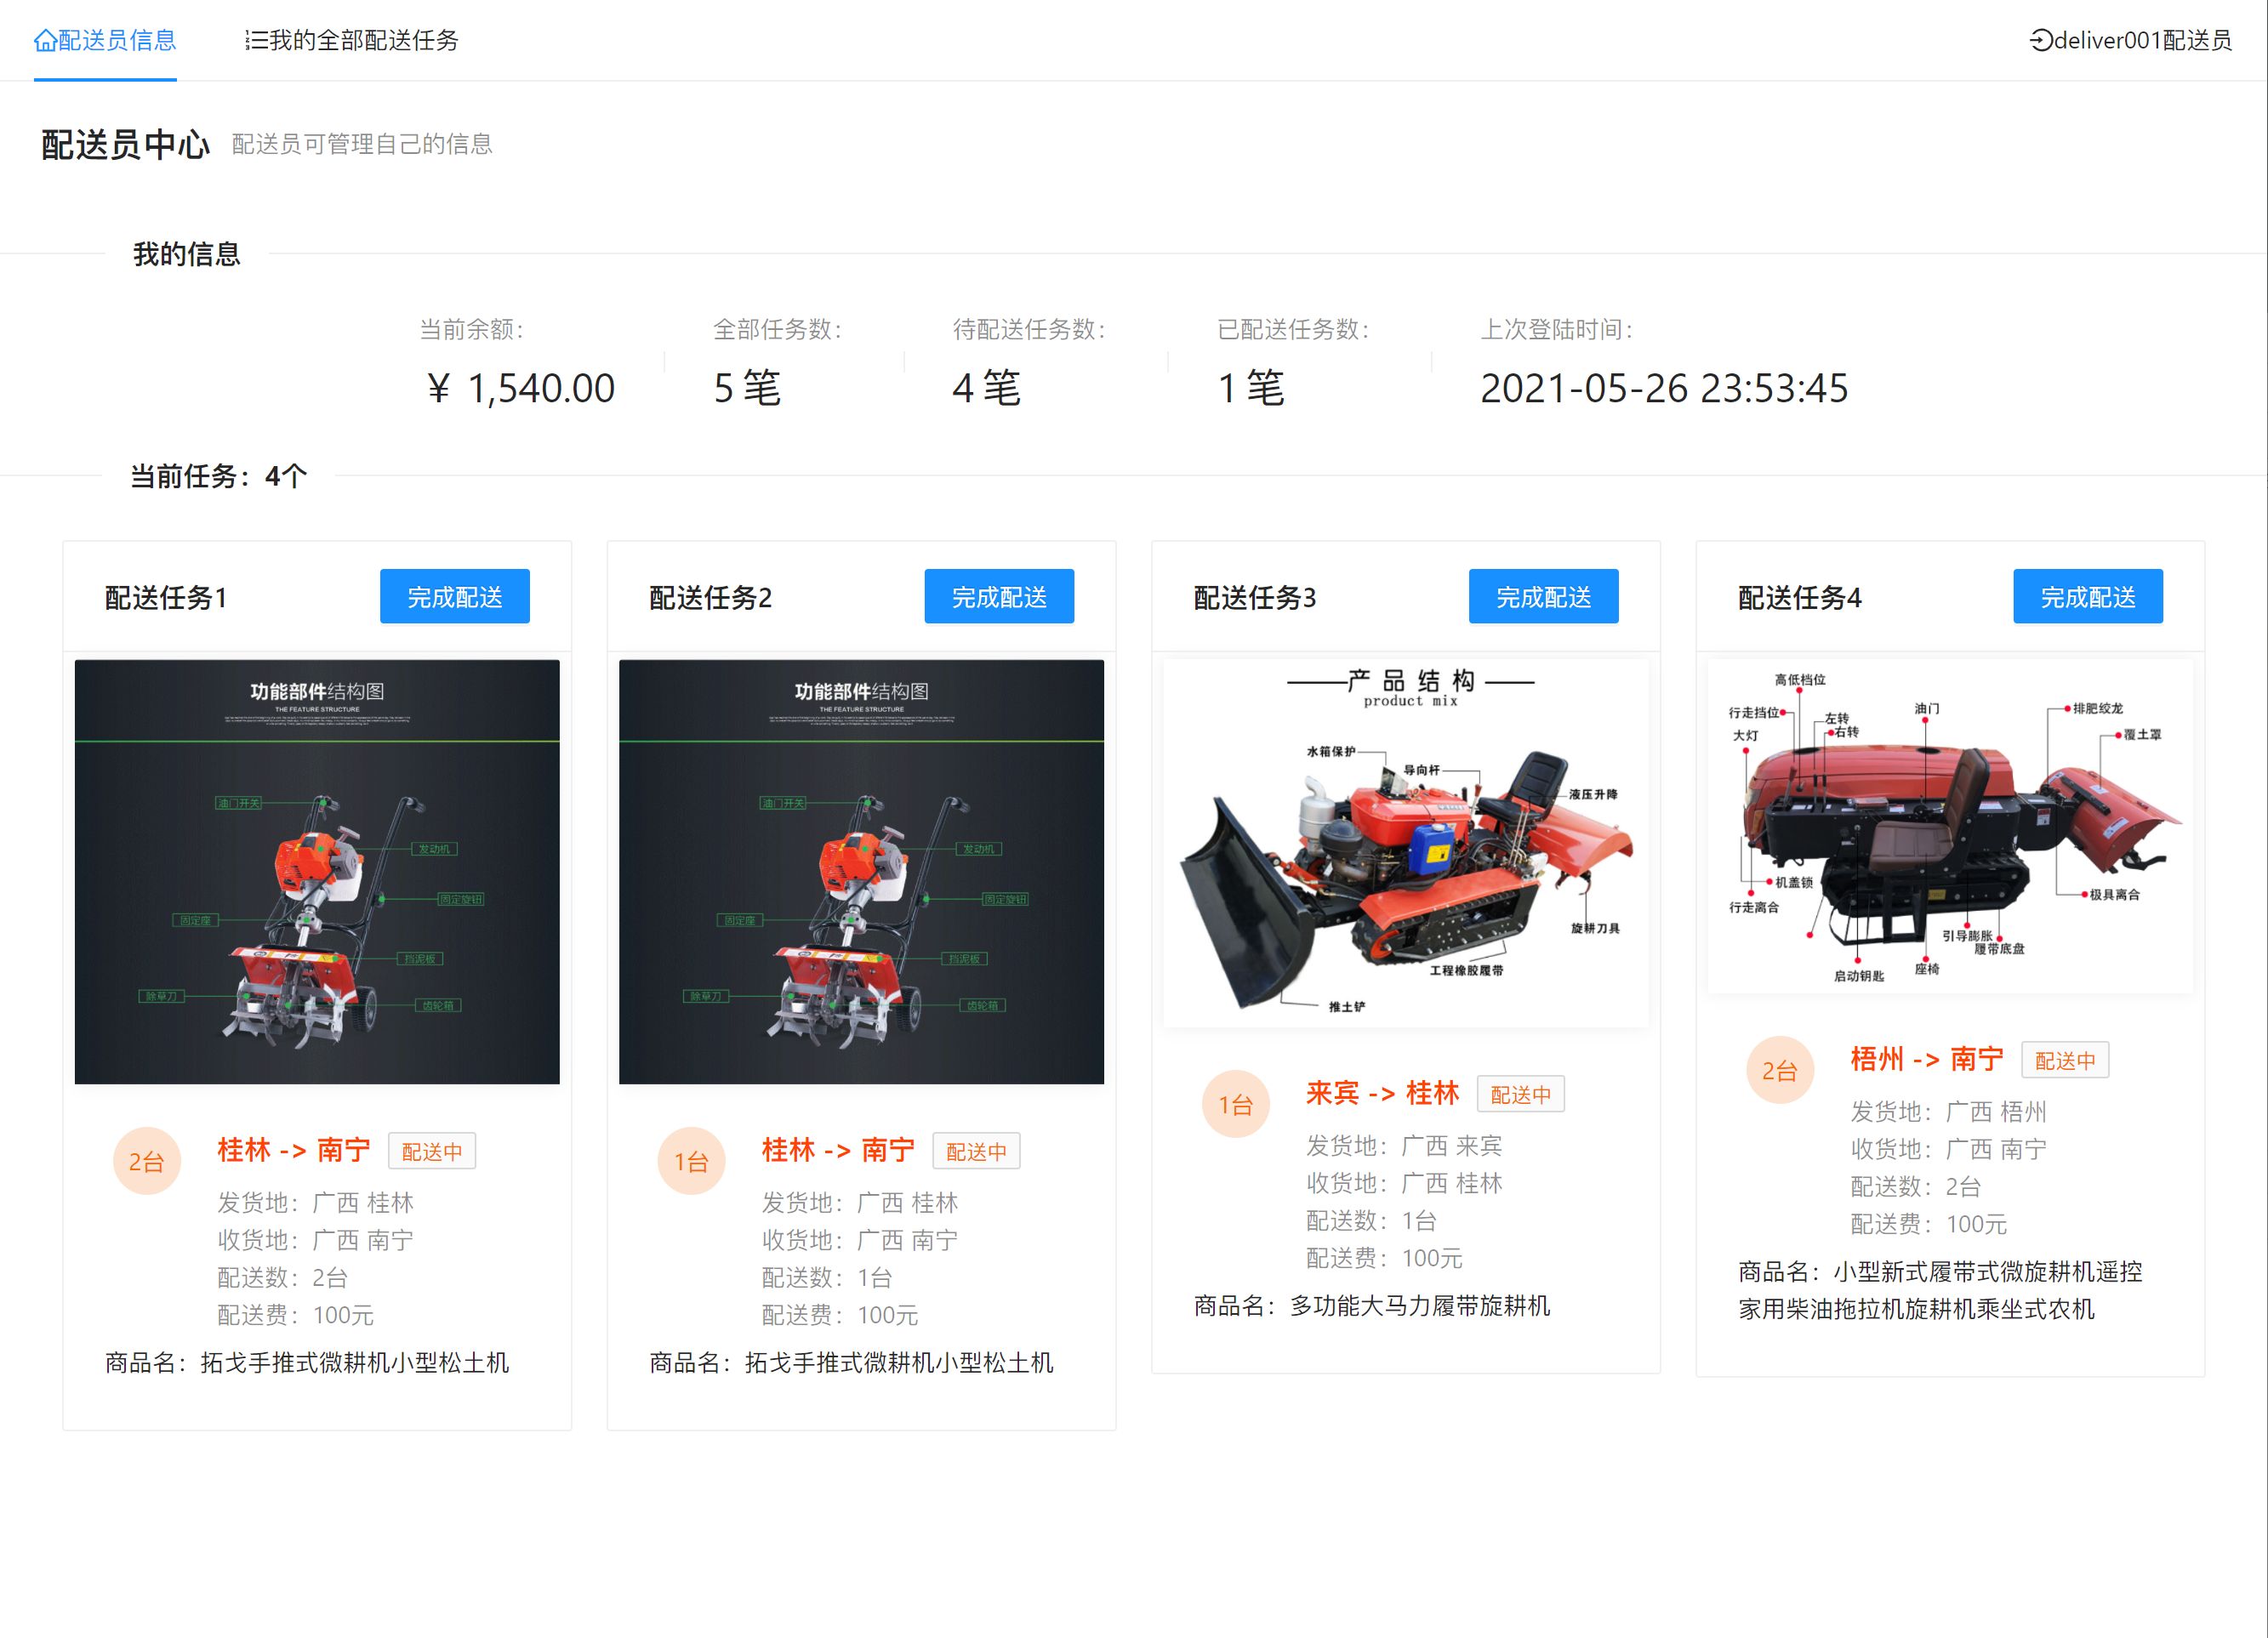 配送员信息
我的全部配送任务
deliver001配送员
配送员中心 配送员可管理自己的信息
我的信息
当前余额：
全部任务数：
待配送任务数：
已配送任务数：
上次登陆时间：
¥ 1,540.00
5 笔
4 笔
1 笔
2021-05-26 23:53:45
当前任务：4个
配送任务1
完成配送
功能部件结构图
THE FEATURE STRUCTURE
油门开关
发动机
固定旋钮
固定座
挡泥板
除草刀
齿轮箱
2台
桂林 -> 南宁 配送中
发货地：广西 桂林
收货地：广西 南宁
配送数：2台
配送费：100元
商品名：拓戈手推式微耕机小型松土机
配送任务2
完成配送
功能部件结构图
THE FEATURE STRUCTURE
油门开关
发动机
固定旋钮
固定座
挡泥板
除草刀
齿轮箱
1台
桂林 -> 南宁 配送中
发货地：广西 桂林
收货地：广西 南宁
配送数：1台
配送费：100元
商品名：拓戈手推式微耕机小型松土机
配送任务3
完成配送
产品结构
product mix
水箱保护
导向杆
液压升降
旋耕刀具
工程橡胶履带
推土铲
1台
来宾 -> 桂林 配送中
发货地：广西 来宾
收货地：广西 桂林
配送数：1台
配送费：100元
商品名：多功能大马力履带旋耕机
配送任务4
完成配送
高低档位
行走挡位
左转
右转
大灯
油门
排肥绞龙
覆土罩
机盖锁
行走离合
极具离合
引导膨胀
履带底盘
座椅
启动钥匙
2台
梧州 -> 南宁 配送中
发货地：广西 梧州
收货地：广西 南宁
配送数：2台
配送费：100元
商品名：小型新式履带式微旋耕机遥控
家用柴油拖拉机旋耕机乘坐式农机